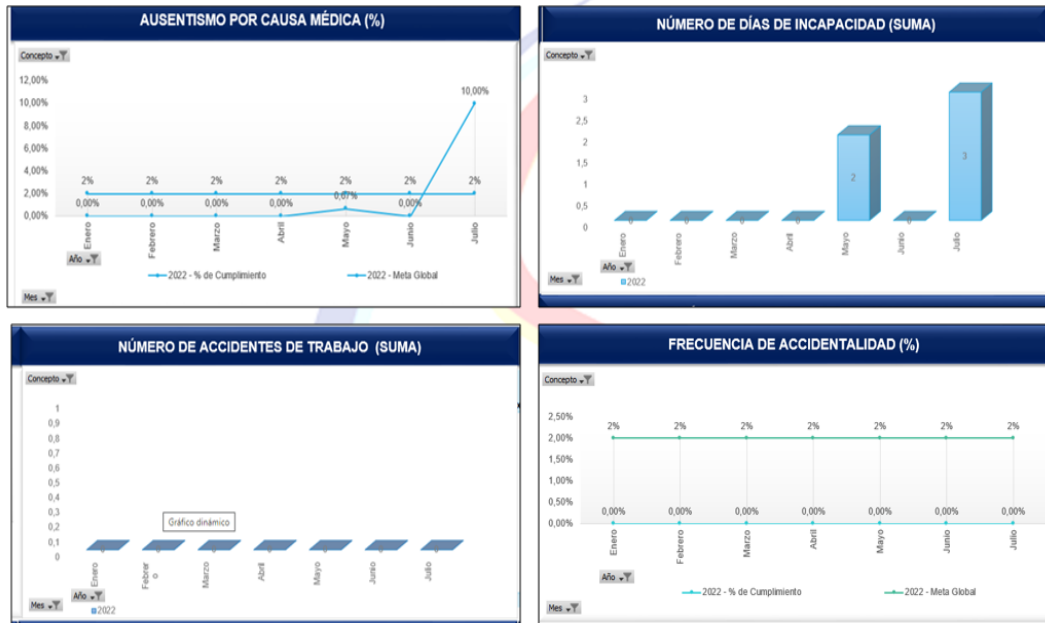 AUSENTISMO POR CAUSA MÉDICA (%)
Concepto
12,00%
10,00%
8,00%
6,00%
4,00%
2,00%
0,00%
2% 2% 2% 2% 2% 2% 2%
0,00% 0,00% 0,00% 0,00% 0,67% 0,00% 10,00%
Enero Febrero Marzo Abril Mayo Junio Julio
Año
2022 - % de Cumplimiento 2022 - Meta Global
Mes
NÚMERO DE DÍAS DE INCAPACIDAD (SUMA)
Concepto
3
2,5
2
1,5
1
0,5
0
0 0 0 0 2 0 3
Enero Febrero Marzo Abril Mayo Junio Julio
Año
Mes
2022
NÚMERO DE ACCIDENTES DE TRABAJO (SUMA)
Concepto
1
0,9
0,8
0,7
0,6
0,5
0,4
0,3
0,2
0,1
0
Gráfico dinámico
Enero Febrero Marzo Abril Mayo Junio Julio
Año
Mes
2022
FRECUENCIA DE ACCIDENTALIDAD (%)
Concepto
2,50%
2,00%
1,50%
1,00%
0,50%
0,00%
2% 2% 2% 2% 2% 2% 2%
0,00% 0,00% 0,00% 0,00% 0,00% 0,00% 0,00%
Enero Febrero Marzo Abril Mayo Junio Julio
Año
2022 - % de Cumplimiento 2022 - Meta Global
Mes